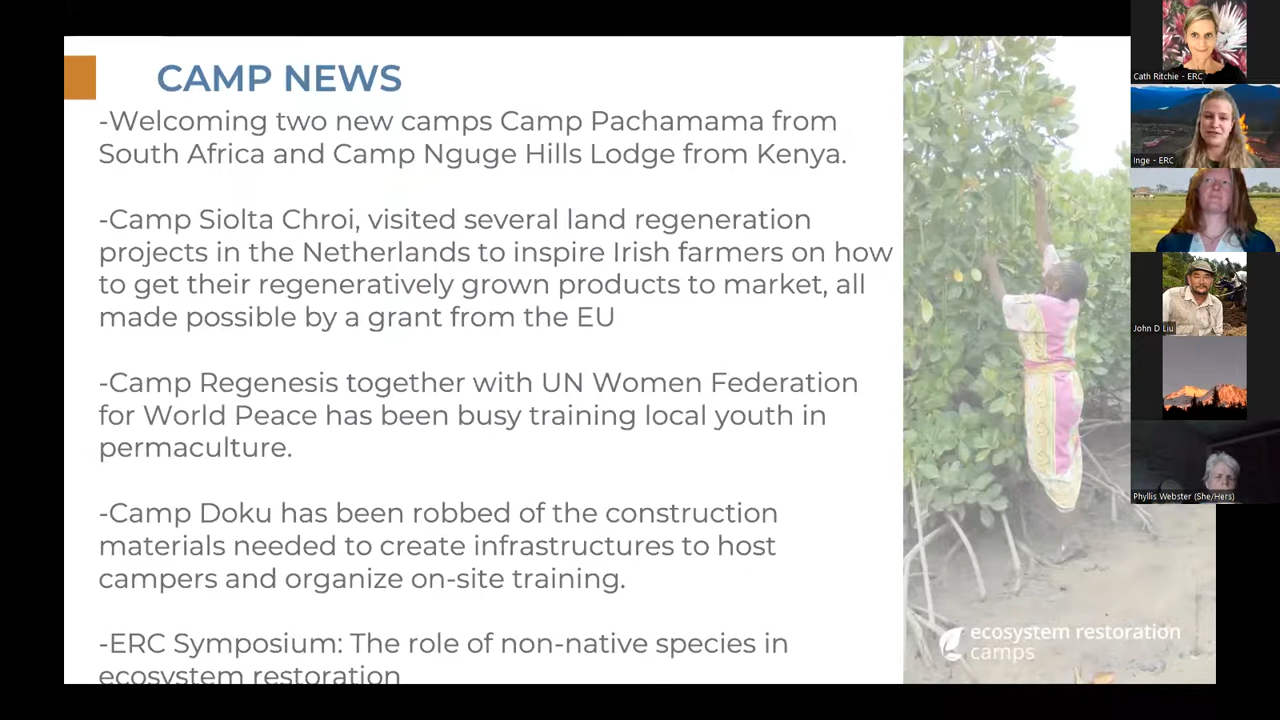 CAMP NEWS
-Welcoming two new camps Camp Pachamama from
South Africa and Camp Nguge Hills Lodge from Kenya.
-Camp Siolta Chroi, visited several land regeneration
projects in the Netherlands to inspire Irish farmers on how
to get their regeneratively grown products to market, all
made possible by a grant from the EU
-Camp Regenesis together with UN Women Federation
for World Peace has been busy training local youth in
permaculture.
-Camp Doku has been robbed of the construction
materials needed to create infrastructures to host
campers and organize on-site training.
-ERC Symposium: The role of non-native species in
ecosystem restoration
ecosystem restoration
camps
Cath Ritchie - ERC
Inge - ERC
John D Liu
Phyllis Webster (She/Hers)